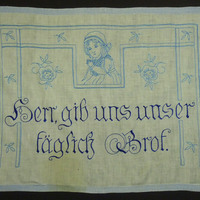 Herr, gib uns unser
täglich Brot.